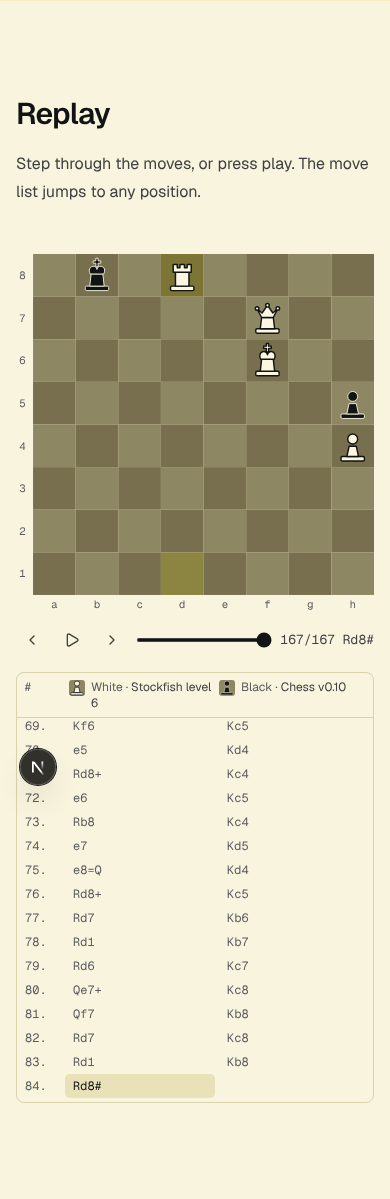 Replay
Step through the moves, or press play. The move
list jumps to any position.
8
7
6
5
4
3
2
1
a b c d e f g h
167/167 Rd8#
# White · Stockfish level 6 Black · Chess v0.10
69. Kf6 Kc5
e5 Kd4
Rd8+ Kc4
72. e6 Kc5
73. Rb8 Kc4
74. e7 Kd5
75. e8=Q Kd4
76. Rd8+ Kc5
77. Rd7 Kb6
78. Rd1 Kb7
79. Rd6 Kc7
80. Qe7+ Kc8
81. Qf7 Kb8
82. Rd7 Kc8
83. Rd1 Kb8
84. Rd8#
N